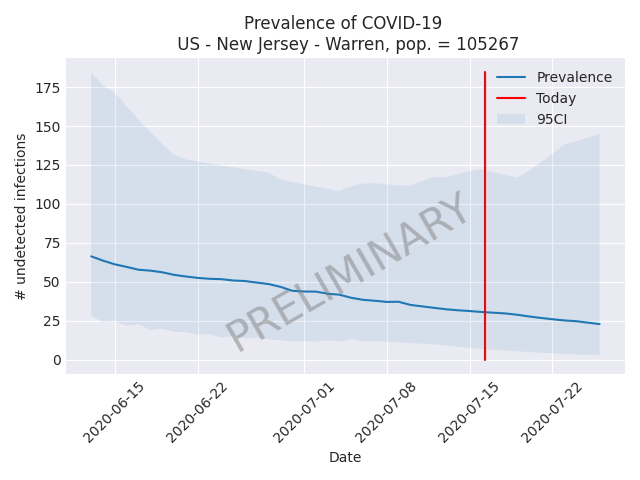 Prevalence of COVID-19
US - New Jersey - Warren, pop. = 105267
Prevalence
Today
95CI
175
150
125
100
75
50
25
0
# undetected infections
PRELIMINARY
2020-06-15
2020-06-22
2020-07-01
2020-07-08
2020-07-15
2020-07-22
Date